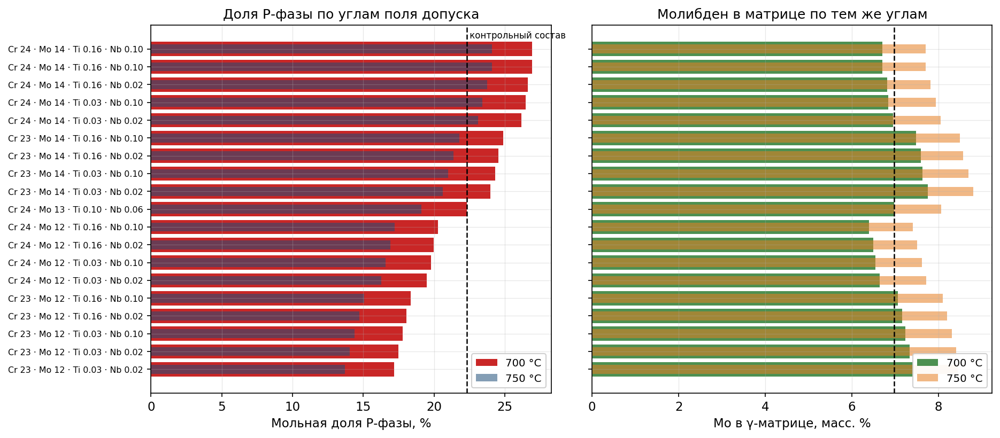 Доля P-фазы по углам поля допуска
контрольный состав
Cr 24 · Mo 14 · Ti 0.16 · Nb 0.10
Cr 24 · Mo 14 · Ti 0.16 · Nb 0.10
Cr 24 · Mo 14 · Ti 0.16 · Nb 0.02
Cr 24 · Mo 14 · Ti 0.03 · Nb 0.10
Cr 24 · Mo 14 · Ti 0.03 · Nb 0.02
Cr 23 · Mo 14 · Ti 0.16 · Nb 0.10
Cr 23 · Mo 14 · Ti 0.16 · Nb 0.02
Cr 23 · Mo 14 · Ti 0.03 · Nb 0.10
Cr 23 · Mo 14 · Ti 0.03 · Nb 0.02
Cr 24 · Mo 13 · Ti 0.10 · Nb 0.06
Cr 24 · Mo 12 · Ti 0.16 · Nb 0.10
Cr 24 · Mo 12 · Ti 0.16 · Nb 0.02
Cr 24 · Mo 12 · Ti 0.03 · Nb 0.10
Cr 24 · Mo 12 · Ti 0.03 · Nb 0.02
Cr 23 · Mo 12 · Ti 0.16 · Nb 0.10
Cr 23 · Mo 12 · Ti 0.16 · Nb 0.02
Cr 23 · Mo 12 · Ti 0.03 · Nb 0.10
Cr 23 · Mo 12 · Ti 0.03 · Nb 0.02
Cr 23 · Mo 12 · Ti 0.03 · Nb 0.02
700 °C
750 °C
0 5 10 15 20 25
Мольная доля P-фазы, %
Молибден в матрице по тем же углам
700 °C
750 °C
0 2 4 6 8
Mo в γ-матрице, масс. %